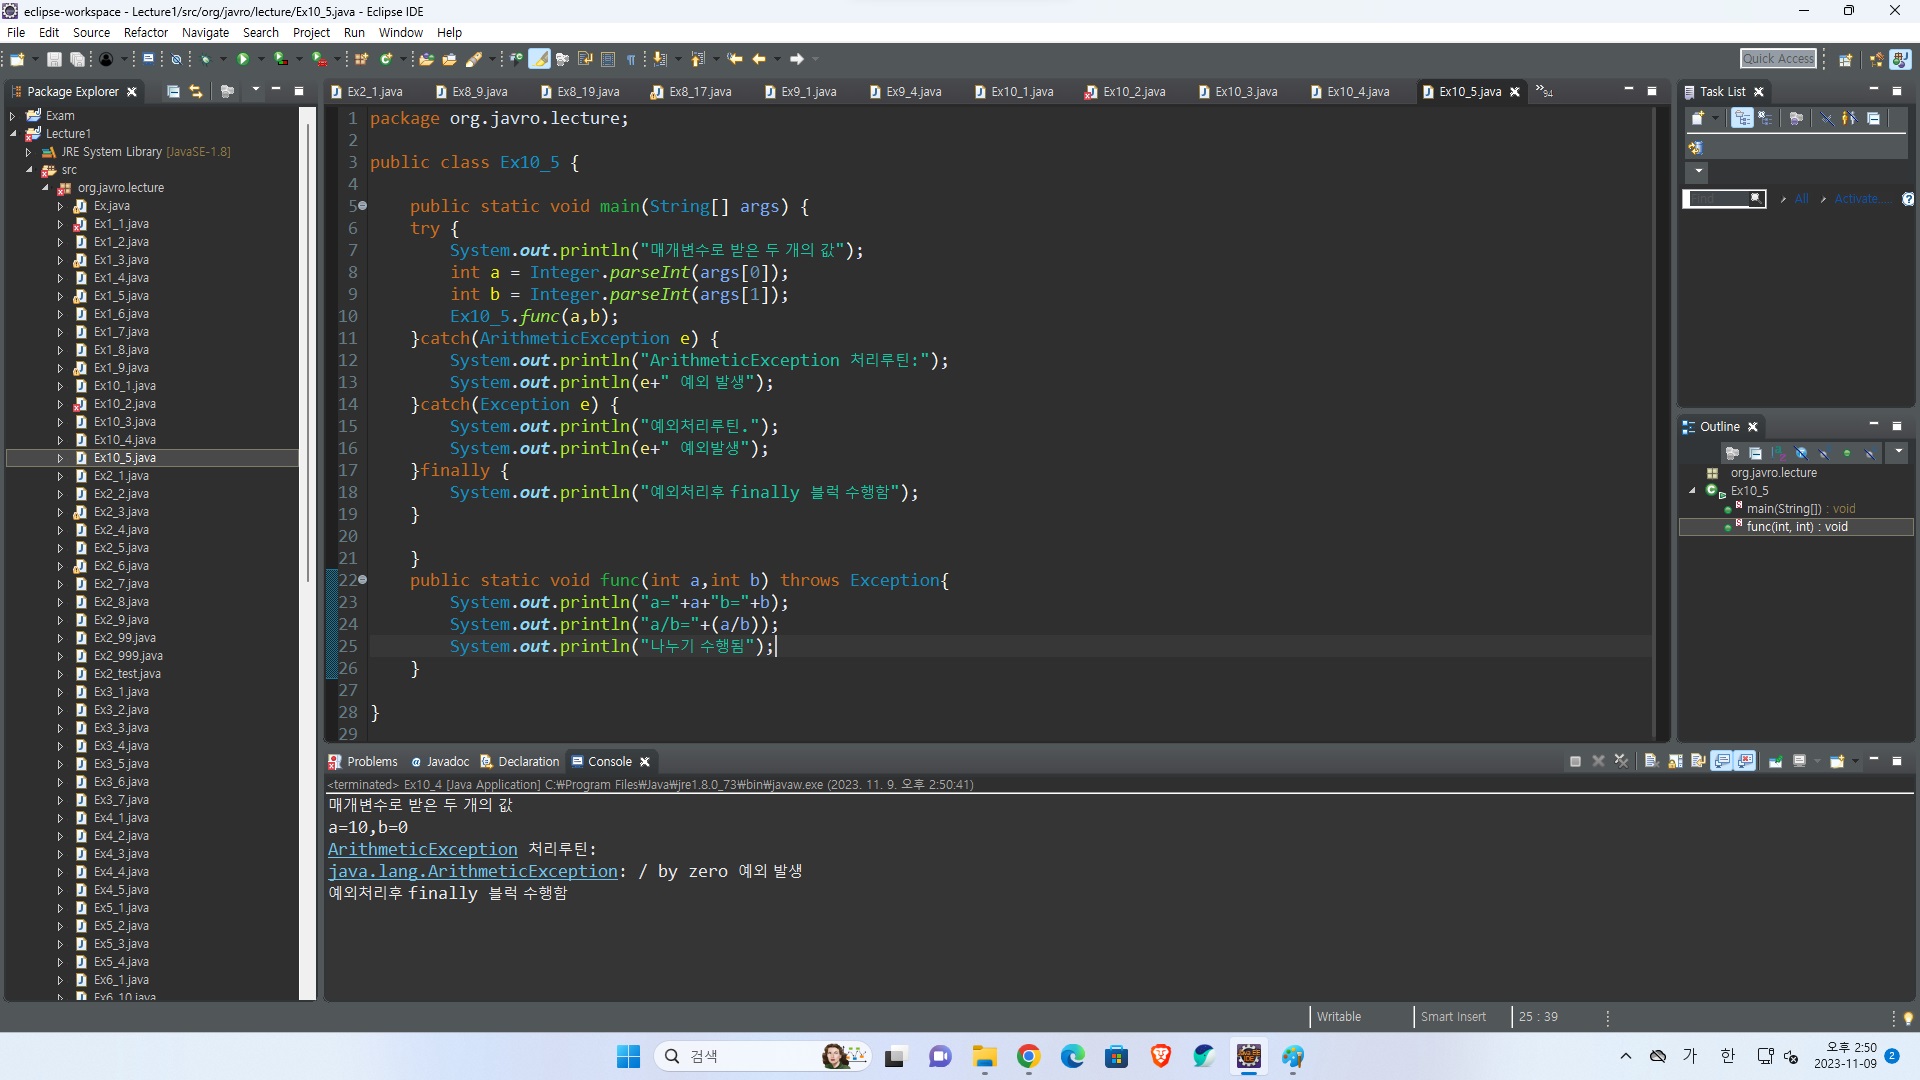 eclipse-workspace - Lecture1/src/org/javro/lecture/Ex10_5.java - Eclipse IDE
File Edit Source Refactor Navigate Search Project Run Window Help
Quick Access
Package Explorer
Exam
Lecture1
JRE System Library [JavaSE-1.8]
src
org.javro.lecture
Ex.java
Ex1_1.java
Ex1_2.java
Ex1_3.java
Ex1_4.java
Ex1_5.java
Ex1_6.java
Ex1_7.java
Ex1_8.java
Ex1_9.java
Ex10_1.java
Ex10_2.java
Ex10_3.java
Ex10_4.java
Ex10_5.java
Ex2_1.java
Ex2_2.java
Ex2_3.java
Ex2_4.java
Ex2_5.java
Ex2_6.java
Ex2_7.java
Ex2_8.java
Ex2_9.java
Ex2_99.java
Ex2_999.java
Ex2_test.java
Ex3_1.java
Ex3_2.java
Ex3_3.java
Ex3_4.java
Ex3_5.java
Ex3_6.java
Ex3_7.java
Ex4_1.java
Ex4_2.java
Ex4_3.java
Ex4_4.java
Ex4_5.java
Ex5_1.java
Ex5_2.java
Ex5_3.java
Ex5_4.java
Ex6_1.java
Ex6_10.java
Ex2_1.java Ex8_9.java Ex8_19.java Ex8_17.java Ex9_1.java Ex9_4.java Ex10_1.java Ex10_2.java Ex10_3.java Ex10_4.java Ex10_5.java »94
1 package org.javro.lecture;
2
3 public class Ex10_5 {
4
5 public static void main(String[] args) {
6 try {
7 System.out.println("매개변수로 받은 두 개의 값");
8 int a = Integer.parseInt(args[0]);
9 int b = Integer.parseInt(args[1]);
10 Ex10_5.func(a,b);
11 }catch(ArithmeticException e) {
12 System.out.println("ArithmeticException 처리루틴:");
13 System.out.println(e+" 예외 발생");
14 }catch(Exception e) {
15 System.out.println("예외처리루틴.");
16 System.out.println(e+" 예외발생");
17 }finally {
18 System.out.println("예외처리후 finally 블럭 수행함");
19 }
20
21 }
22 public static void func(int a,int b) throws Exception{
23 System.out.println("a="+a+"b="+b);
24 System.out.println("a/b="+(a/b));
25 System.out.println("나누기 수행됨");
26 }
27
28 }
29
Problems Javadoc Declaration Console
<terminated> Ex10_4 [Java Application] C:₩Program Files₩Java₩jre1.8.0_73₩bin₩javaw.exe (2023. 11. 9. 오후 2:50:41)
매개변수로 받은 두 개의 값
a=10,b=0
ArithmeticException 처리루틴:
java.lang.ArithmeticException: / by zero 예외 발생
예외처리후 finally 블럭 수행함
Task List
Find All Activate...
Outline
org.javro.lecture
Ex10_5
main(String[]) : void
func(int, int) : void
Writable Smart Insert 25 : 39
검색
가 한 오후 2:50
2023-11-09 2